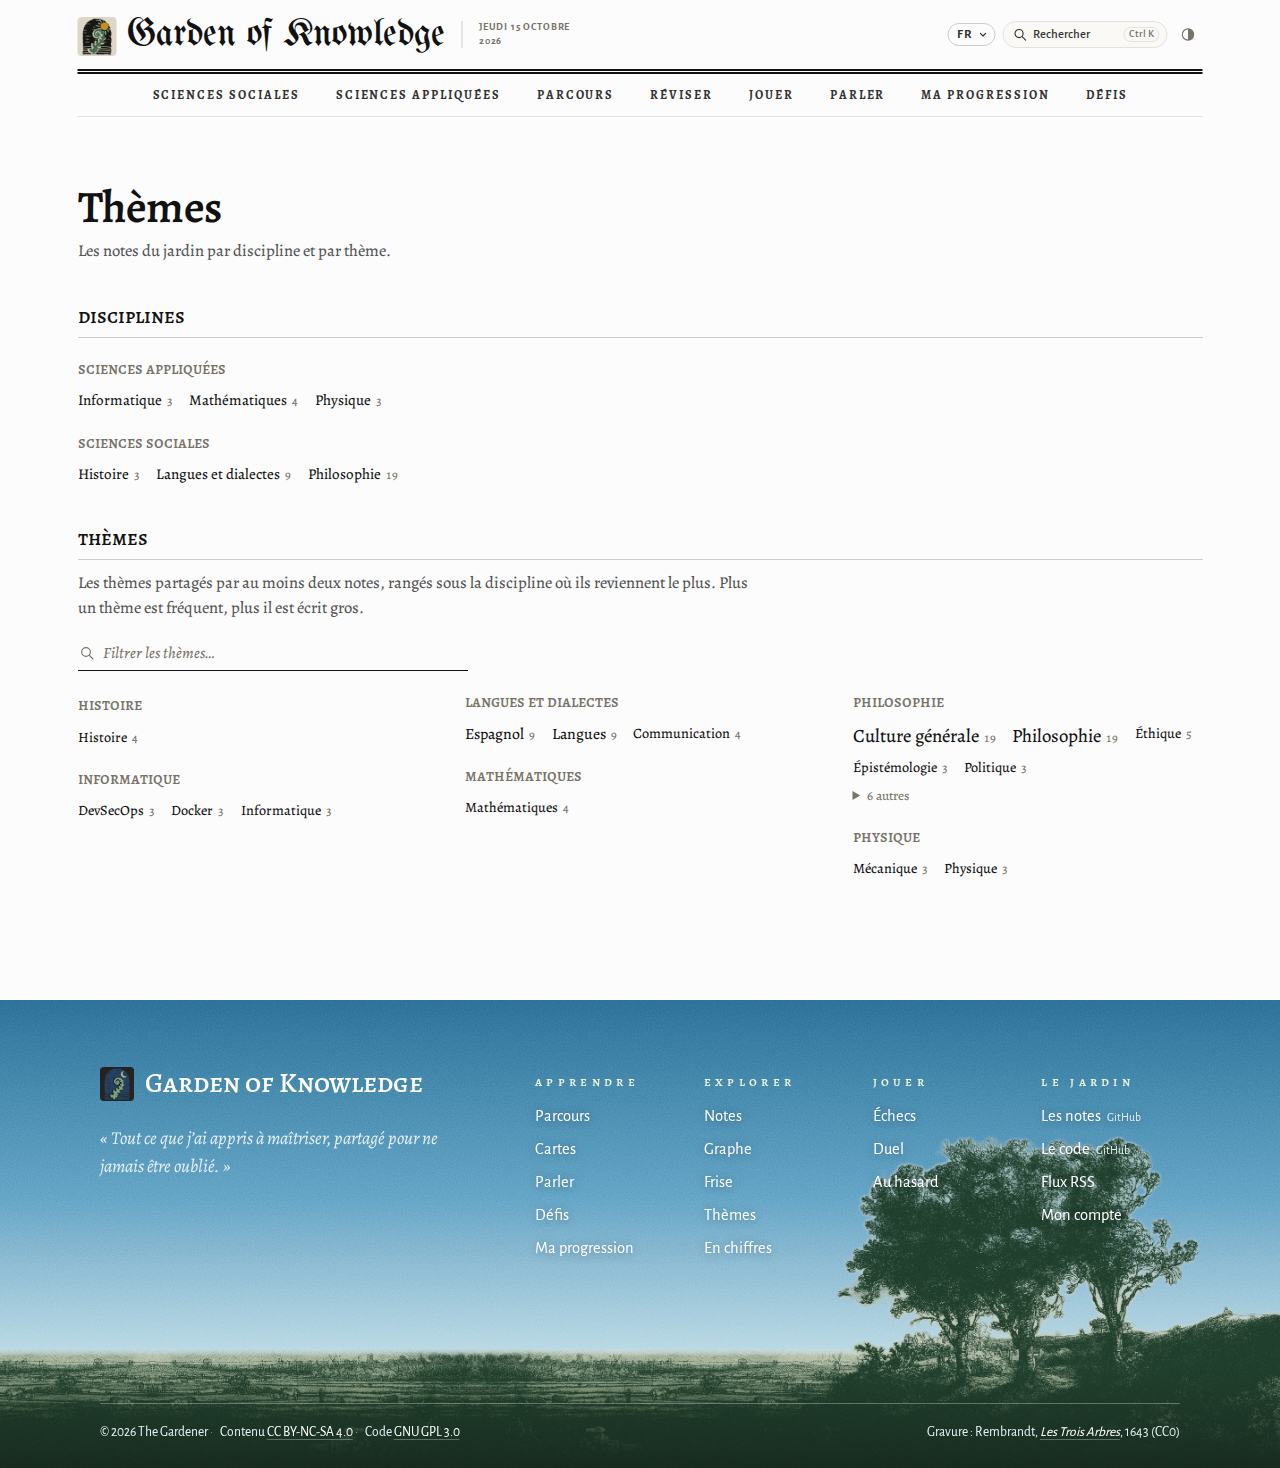 Garden of Knowledge
JEUDI 15 OCTOBRE
2026
FR
Rechercher
Ctrl K
SCIENCES SOCIALES
SCIENCES APPLIQUÉES
PARCOURS
RÉVISER
JOUER
PARLER
MA PROGRESSION
DÉFIS
Thèmes
Les notes du jardin par discipline et par thème.
DISCIPLINES
SCIENCES APPLIQUÉES
Informatique 3 Mathématiques 4 Physique 3
SCIENCES SOCIALES
Histoire 3 Langues et dialectes 9 Philosophie 19
THÈMES
Les thèmes partagés par au moins deux notes, rangés sous la discipline où ils reviennent le plus. Plus
un thème est fréquent, plus il est écrit gros.
Filtrer les thèmes…
HISTOIRE
Histoire 4
INFORMATIQUE
DevSecOps 3 Docker 3 Informatique 3
LANGUES ET DIALECTES
Espagnol 9 Langues 9 Communication 4
MATHÉMATIQUES
Mathématiques 4
PHILOSOPHIE
Culture générale 19 Philosophie 19 Éthique 5
Épistémologie 3 Politique 3
6 autres
PHYSIQUE
Mécanique 3 Physique 3
Garden of Knowledge
« Tout ce que j’ai appris à maîtriser, partagé pour ne
jamais être oublié. »
APPRENDRE
Parcours
Cartes
Parler
Défis
Ma progression
EXPLORER
Notes
Graphe
Frise
Thèmes
En chiffres
JOUER
Échecs
Duel
Au hasard
LE JARDIN
Les notes GitHub
Le code GitHub
Flux RSS
Mon compte
© 2026 The Gardener · Contenu CC BY-NC-SA 4.0 · Code GNU GPL 3.0
Gravure : Rembrandt, Les Trois Arbres, 1643 (CC0)